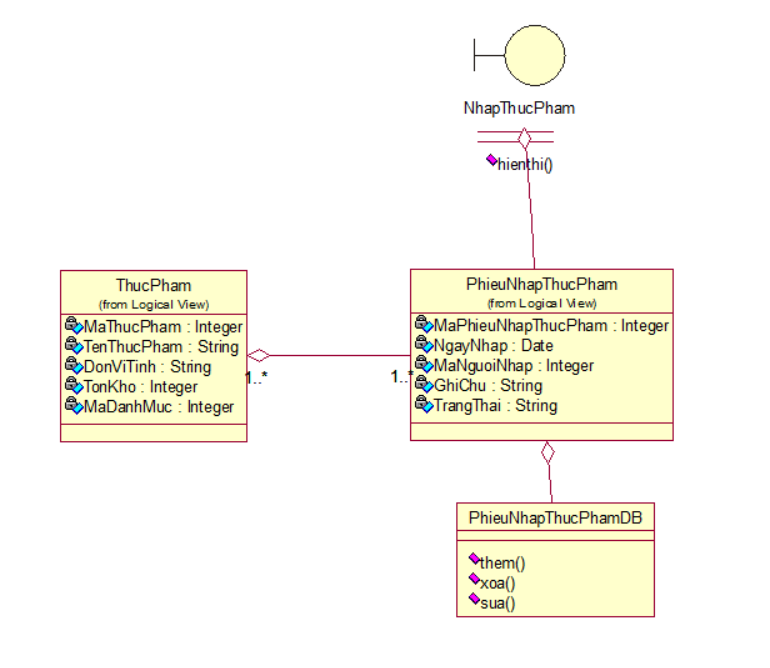 NhapThucPham
hienthi()
ThucPham
(from Logical View)
MaThucPham : Integer
TenThucPham : String
DonViTinh : String
TonKho : Integer
MaDanhMuc : Integer
1..*
1..*
PhieuNhapThucPham
(from Logical View)
MaPhieuNhapThucPham : Integer
NgayNhap : Date
MaNguoiNhap : Integer
GhiChu : String
TrangThai : String
PhieuNhapThucPhamDB
them()
xoa()
sua()